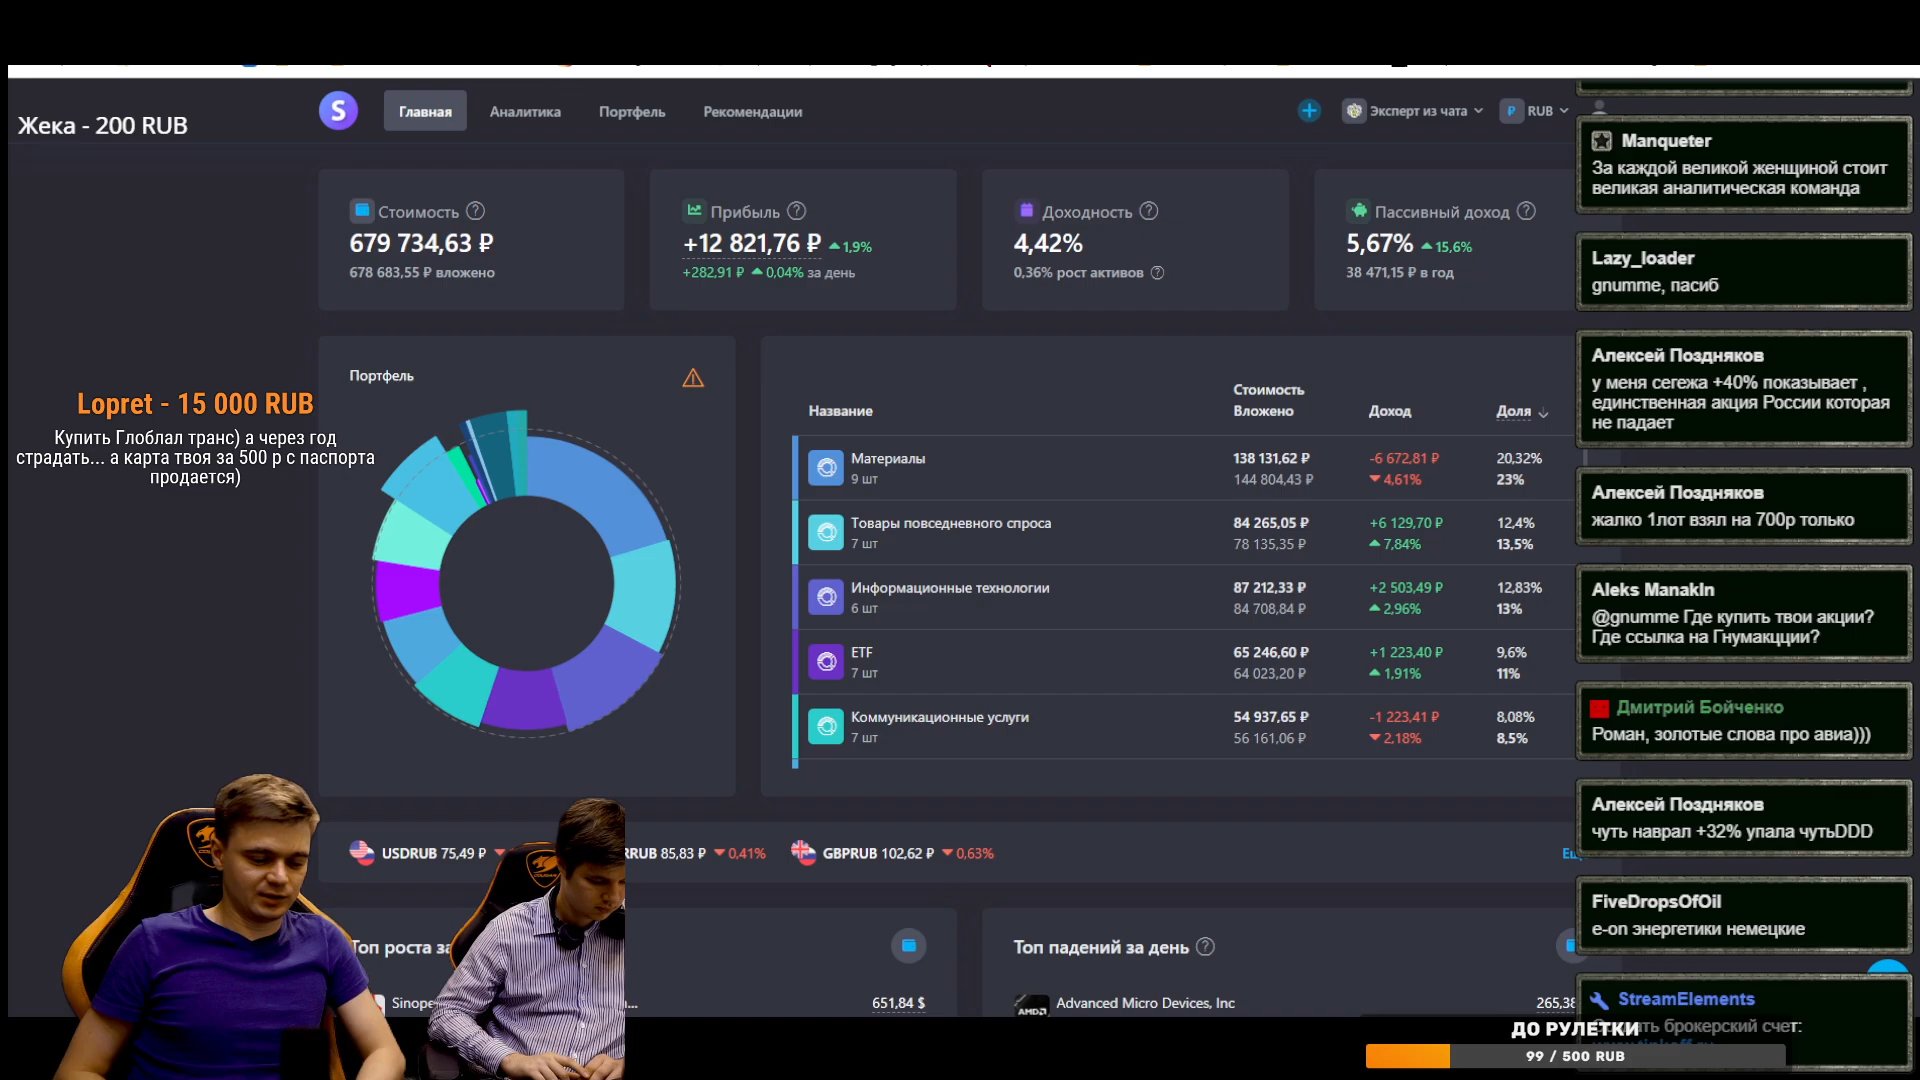 Жека - 200 RUB
S
Главная
Аналитика
Портфель
Рекомендации
Эксперт из чата
₽ RUB
Стоимость
679 734,63 ₽
678 683,55 ₽ вложено
Прибыль
+12 821,76 ₽ 1,9%
+282,91 ₽ 0,04% за день
Доходность
4,42%
0,36% рост активов
Пассивный доход
5,67% 15,6%
38 471,15 ₽ в год
Lopret - 15 000 RUB
Купить Глоблал транс) а через год
страдать... а карта твоя за 500 р с паспорта
продается)
Портфель
Название
Стоимость
Вложено
Доход
Доля
Материалы
9 шт
138 131,62 ₽
144 804,43 ₽
-6 672,81 ₽
4,61%
20,32%
23%
Товары повседневного спроса
7 шт
84 265,05 ₽
78 135,35 ₽
+6 129,70 ₽
7,84%
12,4%
13,5%
Информационные технологии
6 шт
87 212,33 ₽
84 708,84 ₽
+2 503,49 ₽
2,96%
12,83%
13%
ETF
7 шт
65 246,60 ₽
64 023,20 ₽
+1 223,40 ₽
1,91%
9,6%
11%
Коммуникационные услуги
7 шт
54 937,65 ₽
56 161,06 ₽
-1 223,41 ₽
2,18%
8,08%
8,5%
USDRUB 75,49 ₽
RRUB 85,83 ₽ 0,41%
GBPRUB 102,62 ₽ 0,63%
Топ роста за
Sinope
651,84 $
Топ падений за день
AMD
Advanced Micro Devices, Inc
265,38
Manqueter
За каждой великой женщиной стоит
великая аналитическая команда
Lazy_loader
gnumme, пасиб
Алексей Поздняков
у меня сегежа +40% показывает ,
единственная акция России которая
не падает
Алексей Поздняков
жалко 1лот взял на 700р только
Aleks Manakln
@gnumme Где купить твои акции?
Где ссылка на Гнумакцции?
Дмитрий Бойченко
Роман, золотые слова про авиа)))
Алексей Поздняков
чуть наврал +32% упала чутьDDD
FiveDropsOfOil
e-on энергетики немецкие
StreamElements
брокерский счет:
ДО РУЛЕТКИ
99 / 500 RUB